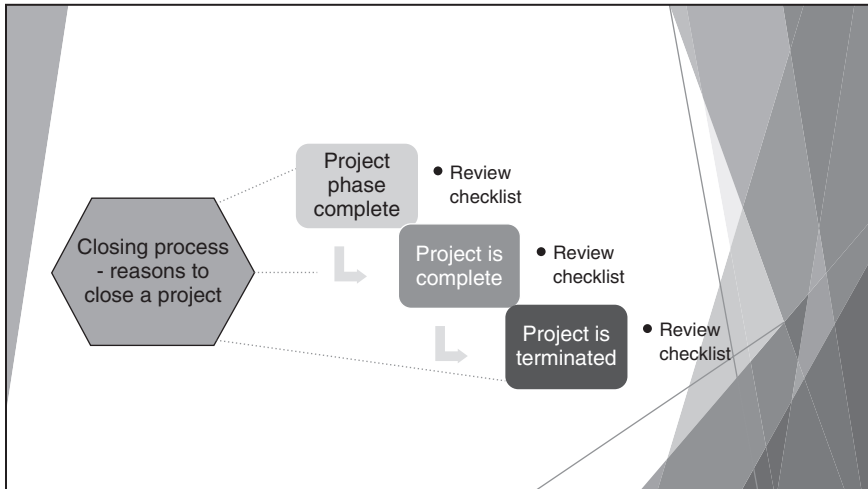 Closing process
- reasons to
close a project
Project
phase
complete
• Review
checklist
Project is
complete
• Review
checklist
Project is
terminated
• Review
checklist